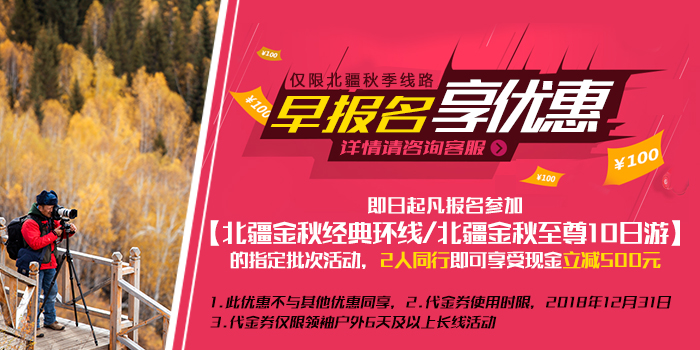 仅限北疆秋季线路
早报名享优惠
详情请咨询客服
¥100
¥100
¥100
¥100
即日起凡报名参加
【北疆金秋经典环线/北疆金秋至尊10日游】
的指定批次活动，2人同行即可享受现金立减500元
1.此优惠不与其他优惠同享，2.代金券使用时限，2018年12月31日
3.代金券仅限领袖户外6天及以上长线活动